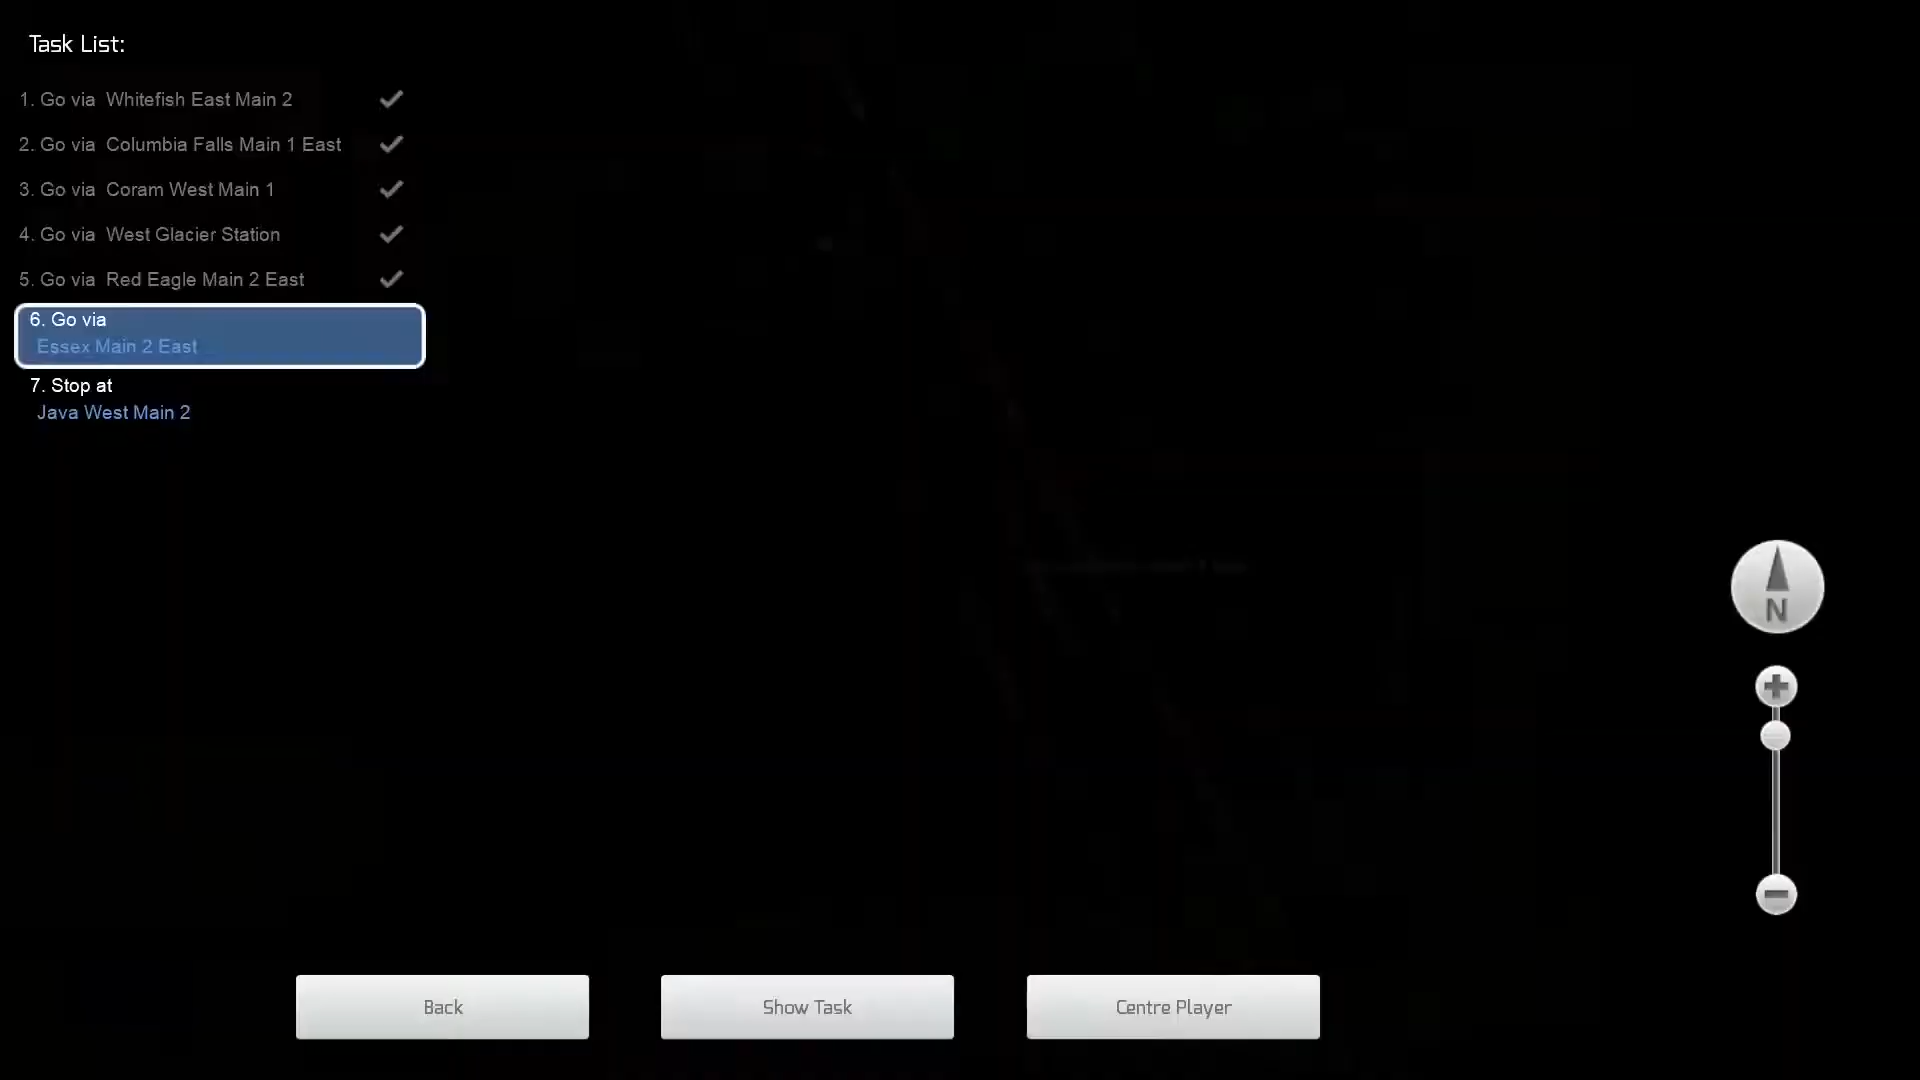 Task List:
1. Go via Whitefish East Main 2
2. Go via Columbia Falls Main 1 East
3. Go via Coram West Main 1
4. Go via West Glacier Station
5. Go via Red Eagle Main 2 East
6. Go via
Essex Main 2 East
7. Stop at
Java West Main 2
N
Back
Show Task
Centre Player